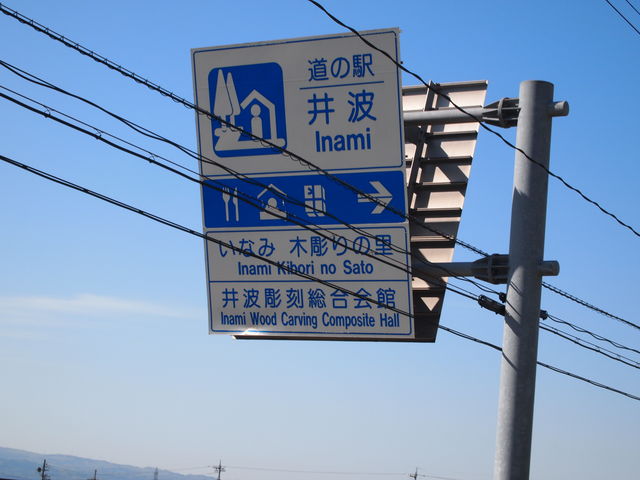 道の駅
井波
Inami
いなみ 木彫りの里
Inami Kibori no Sato
井波彫刻総合会館
Inami Wood Carving Composite Hall